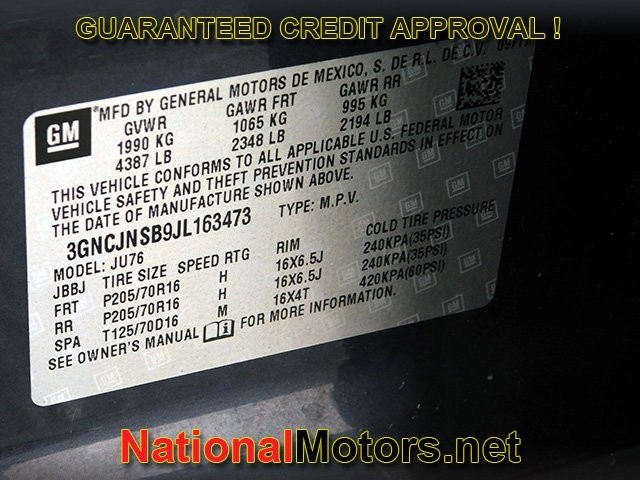 GUARANTEED CREDIT APPROVAL !
MFD BY GENERAL MOTORS DE MEXICO, S. DE R.L. DE C.V.
GM
GVWR GAWR FRT GAWR RR
1990 KG 1065 KG 995 KG
4387 LB 2348 LB 2194 LB
THIS VEHICLE CONFORMS TO ALL APPLICABLE U.S. FEDERAL MOTOR
VEHICLE SAFETY AND THEFT PREVENTION STANDARDS IN EFFECT ON
THE DATE OF MANUFACTURE SHOWN ABOVE.
3GNCJNSB9JL163473 TYPE: M.P.V.
MODEL: JU76
JBBJ TIRE SIZE SPEED RTG RIM COLD TIRE PRESSURE
FRT P205/70R16 H 16X6.5J 240KPA(35PSI)
RR P205/70R16 H 16X6.5J 240KPA(35PSI)
SPA T125/70D16 M 16X4T 420KPA(60PSI)
SEE OWNER'S MANUAL i FOR MORE INFORMATION.
NationalMotors.net